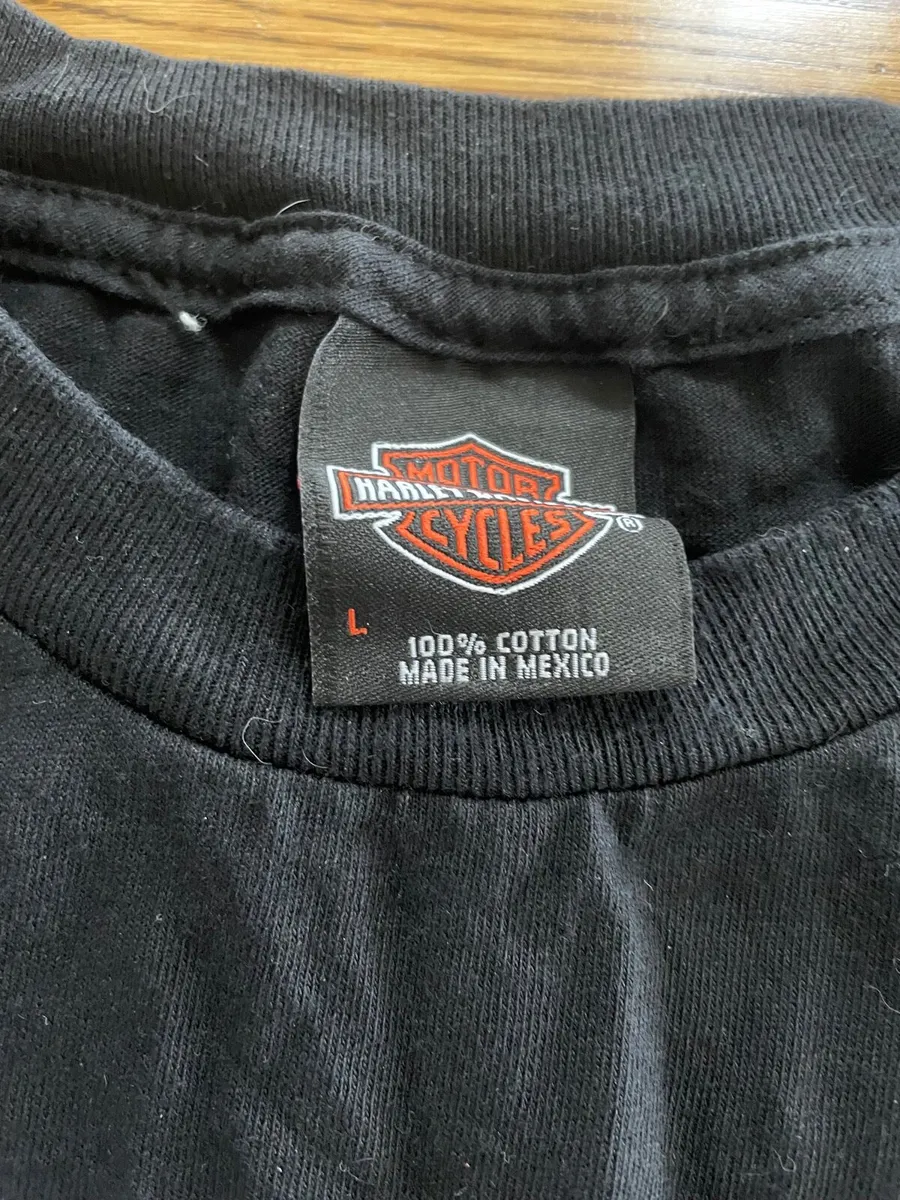 MOTOR
HARLEY-DAVIDSON
CYCLES
®
L
100% COTTON
MADE IN MEXICO